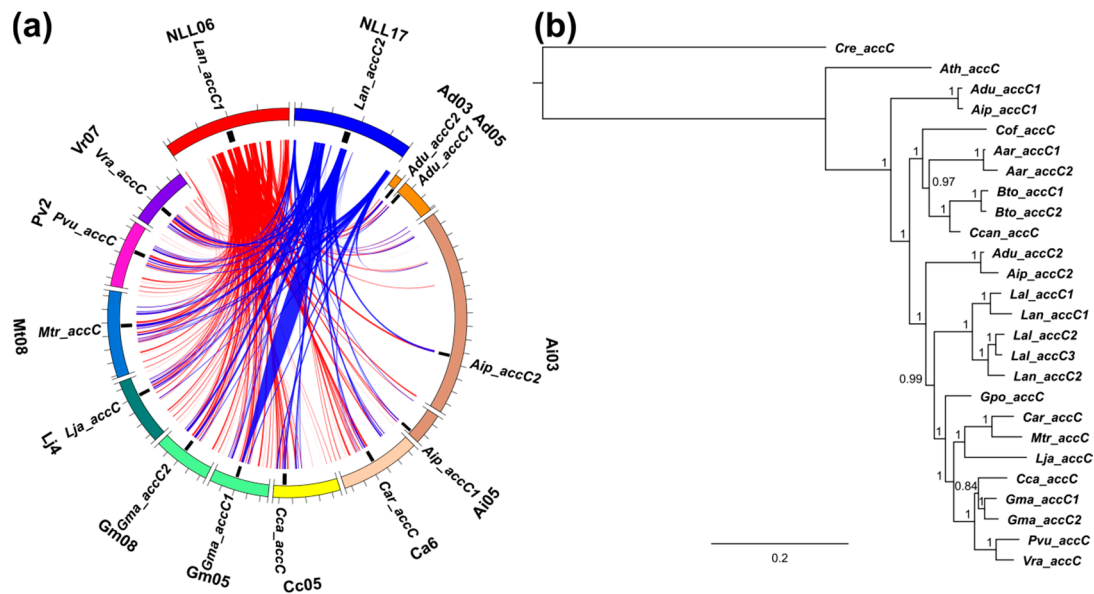 (a)
NLL06
NLL17
Lan_accC1
Lan_accC2
Ad03 Ad05
Adu_accC2
Adu_accC1
Vr07
Vra_accC
Pv2
Pvu_accC
Mt08
Mtr_accC
Ai03
Aip_accC2
Lj4
Lja_accC
Aip_accC1
Ai05
Gm08
Gma_accC2
Gma_accC1
Gm05
Cca_accC
Cc05
Car_accC
Ca6
(b)
Cre_accC
Ath_accC
1 Adu_accC1
Aip_accC1
1
Cof_accC
1 Aar_accC1
Aar_accC2
0.97
1 Bto_accC1
Bto_accC2
1
Ccan_accC
1
1 Adu_accC2
Aip_accC2
1
1 Lal_accC1
Lan_accC1
1
1 Lal_accC2
1 Lal_accC3
Lan_accC2
0.99
Gpo_accC
1 Car_accC
1 Mtr_accC
1
Lja_accC
1
0.84 Cca_accC
1 Gma_accC1
Gma_accC2
1
1 Pvu_accC
Vra_accC
0.2